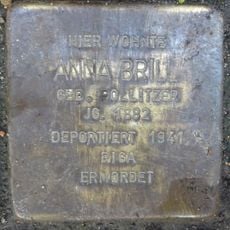 HIER WOHNTE
ANNA BRILL
GEB. POLLITZER
JG. 1882
DEPORTIERT 1941
RIGA
ERMORDET